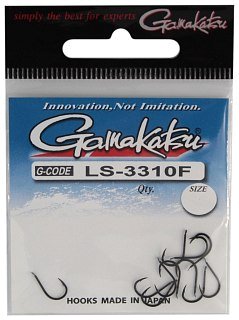 simply the best for experts
Gamakatsu
Innovation. Not Imitation.
Gamakatsu
G-CODE LS-3310F
Qty. SIZE
HOOKS MADE IN JAPAN